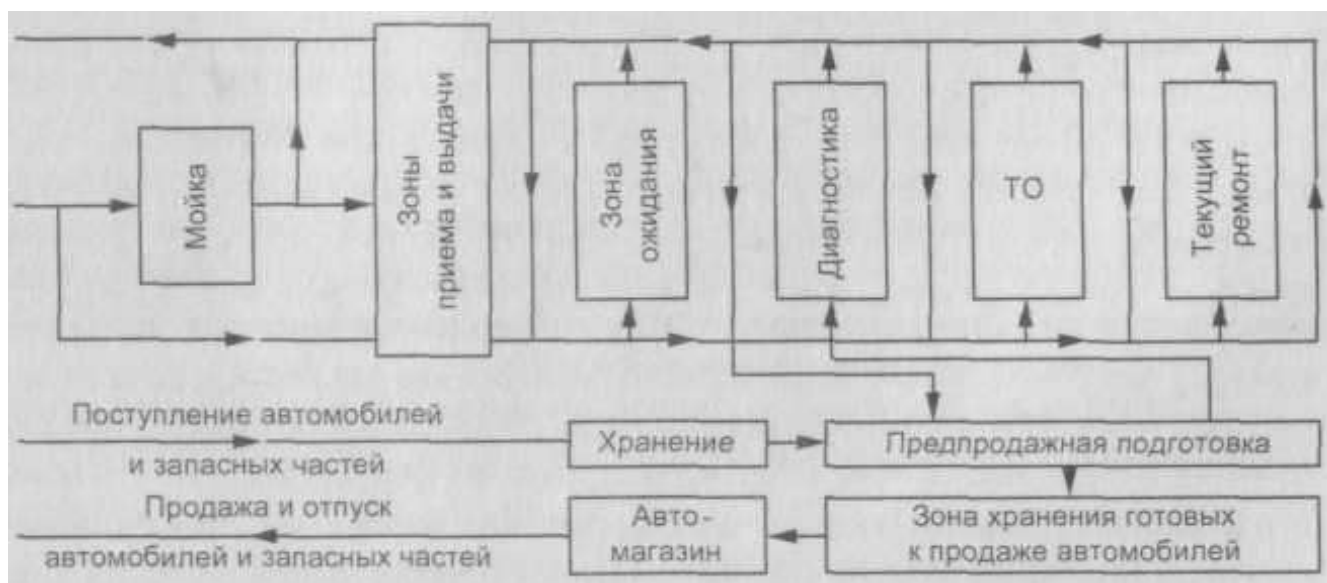 Мойка
Зоны
приема и выдачи
Зона
ожидания
Диагностика
ТО
Текущий
ремонт
Поступление автомобилей
и запасных частей
Хранение
Предпродажная подготовка
Продажа и отпуск
автомобилей и запасных частей
Авто-
магазин
Зона хранения готовых
к продаже автомобилей